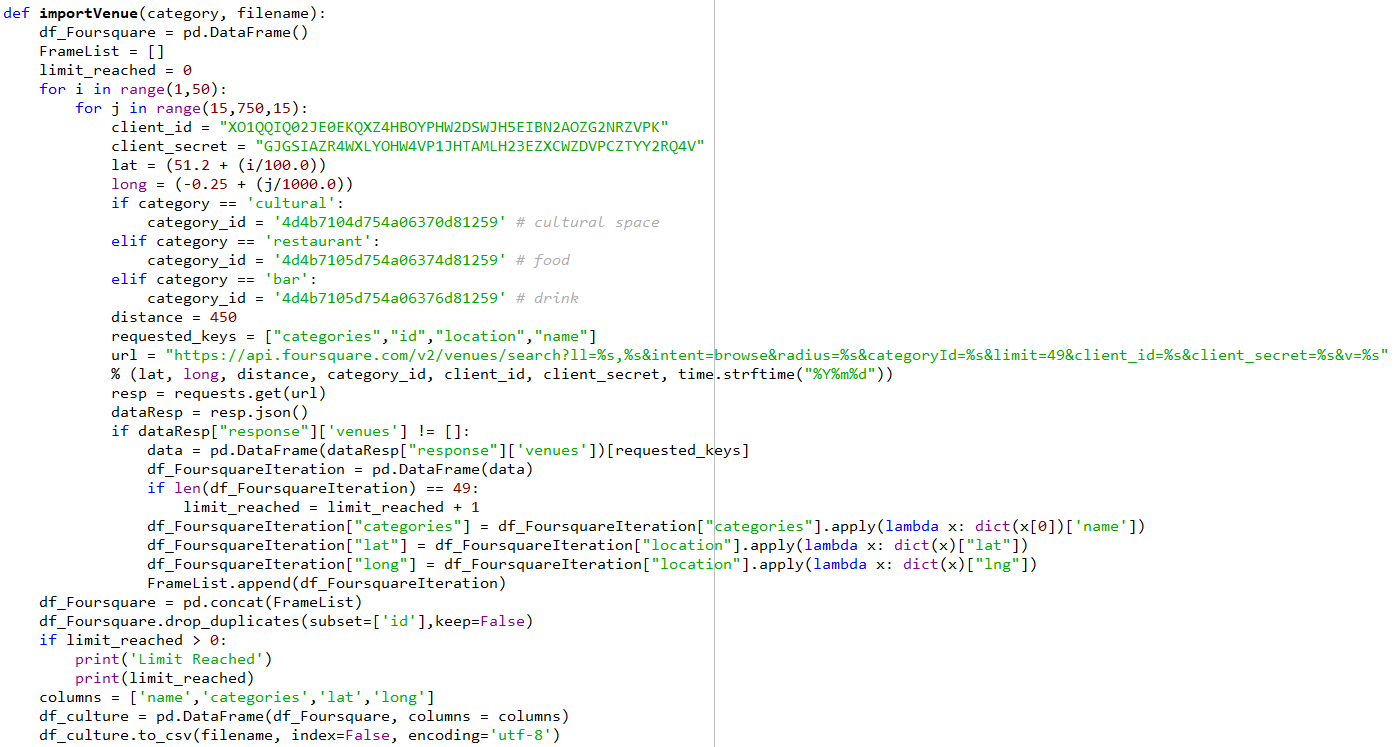 def importVenue(category, filename):
    df_Foursquare = pd.DataFrame()
    FrameList = []
    limit_reached = 0
    for i in range(1,50):
        for j in range(15,750,15):
            client_id = "XO1QQIQ02JE0EKQXZ4HBOYPHW2DSWJH5EIBN2AOZG2NRZVPK"
            client_secret = "GJGSIAZR4WXLYOHW4VP1JHTAMLH23EZXCWZDVPCZTYY2RQ4V"
            lat = (51.2 + (i/100.0))
            long = (-0.25 + (j/1000.0))
            if category == 'cultural':
                category_id = '4d4b7104d754a06370d81259' # cultural space
            elif category == 'restaurant':
                category_id = '4d4b7105d754a06374d81259' # food
            elif category == 'bar':
                category_id = '4d4b7105d754a06376d81259' # drink
            distance = 450
            requested_keys = ["categories","id","location","name"]
            url = "https://api.foursquare.com/v2/venues/search?ll=%s,%s&intent=browse&radius=%s&categoryId=%s&limit=49&client_id=%s&client_secret=%s&v=%s"
            % (lat, long, distance, category_id, client_id, client_secret, time.strftime("%Y%m%d"))
            resp = requests.get(url)
            dataResp = resp.json()
            if dataResp["response"]['venues'] != []:
                data = pd.DataFrame(dataResp["response"]['venues'])[requested_keys]
                df_FoursquareIteration = pd.DataFrame(data)
                if len(df_FoursquareIteration) == 49:
                    limit_reached = limit_reached + 1
                df_FoursquareIteration["categories"] = df_FoursquareIteration["categories"].apply(lambda x: dict(x[0])['name'])
                df_FoursquareIteration["lat"] = df_FoursquareIteration["location"].apply(lambda x: dict(x)["lat"])
                df_FoursquareIteration["long"] = df_FoursquareIteration["location"].apply(lambda x: dict(x)["lng"])
                FrameList.append(df_FoursquareIteration)
    df_Foursquare = pd.concat(FrameList)
    df_Foursquare.drop_duplicates(subset=['id'],keep=False)
    if limit_reached > 0:
        print('Limit Reached')
        print(limit_reached)
    columns = ['name','categories','lat','long']
    df_culture = pd.DataFrame(df_Foursquare, columns = columns)
    df_culture.to_csv(filename, index=False, encoding='utf-8')